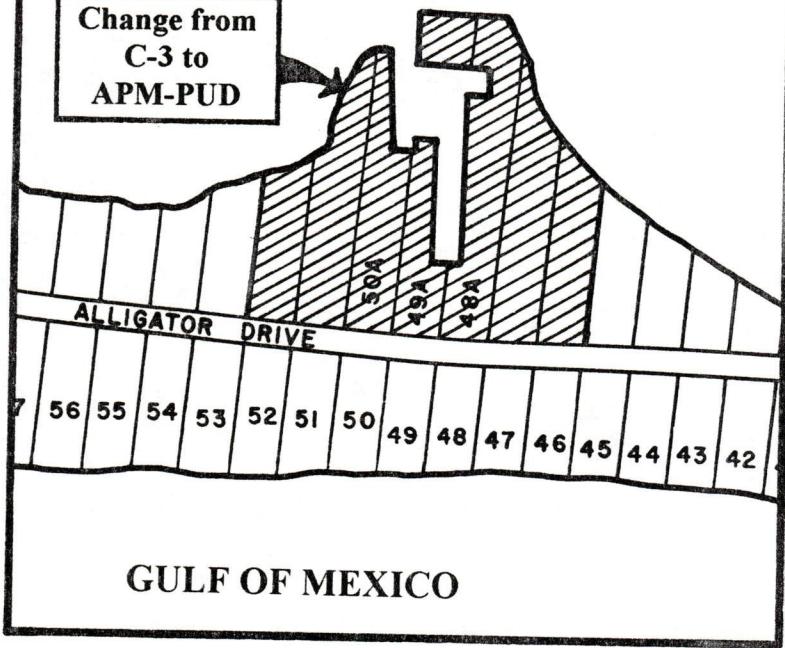 Change from
C-3 to
APM-PUD
50A
49A
48A
ALLIGATOR DRIVE
7 56 55 54 53 52 51 50 49 48 47 46 45 44 43 42
GULF OF MEXICO